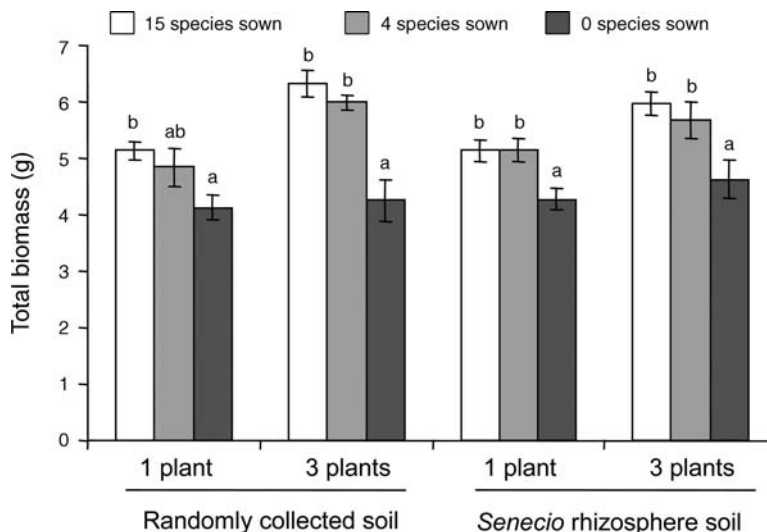 15 species sown 4 species sown 0 species sown
Total biomass (g)
7
6
5
4
3
2
1
0
b ab a b b a b b a b b a
1 plant 3 plants 1 plant 3 plants
Randomly collected soil Senecio rhizosphere soil